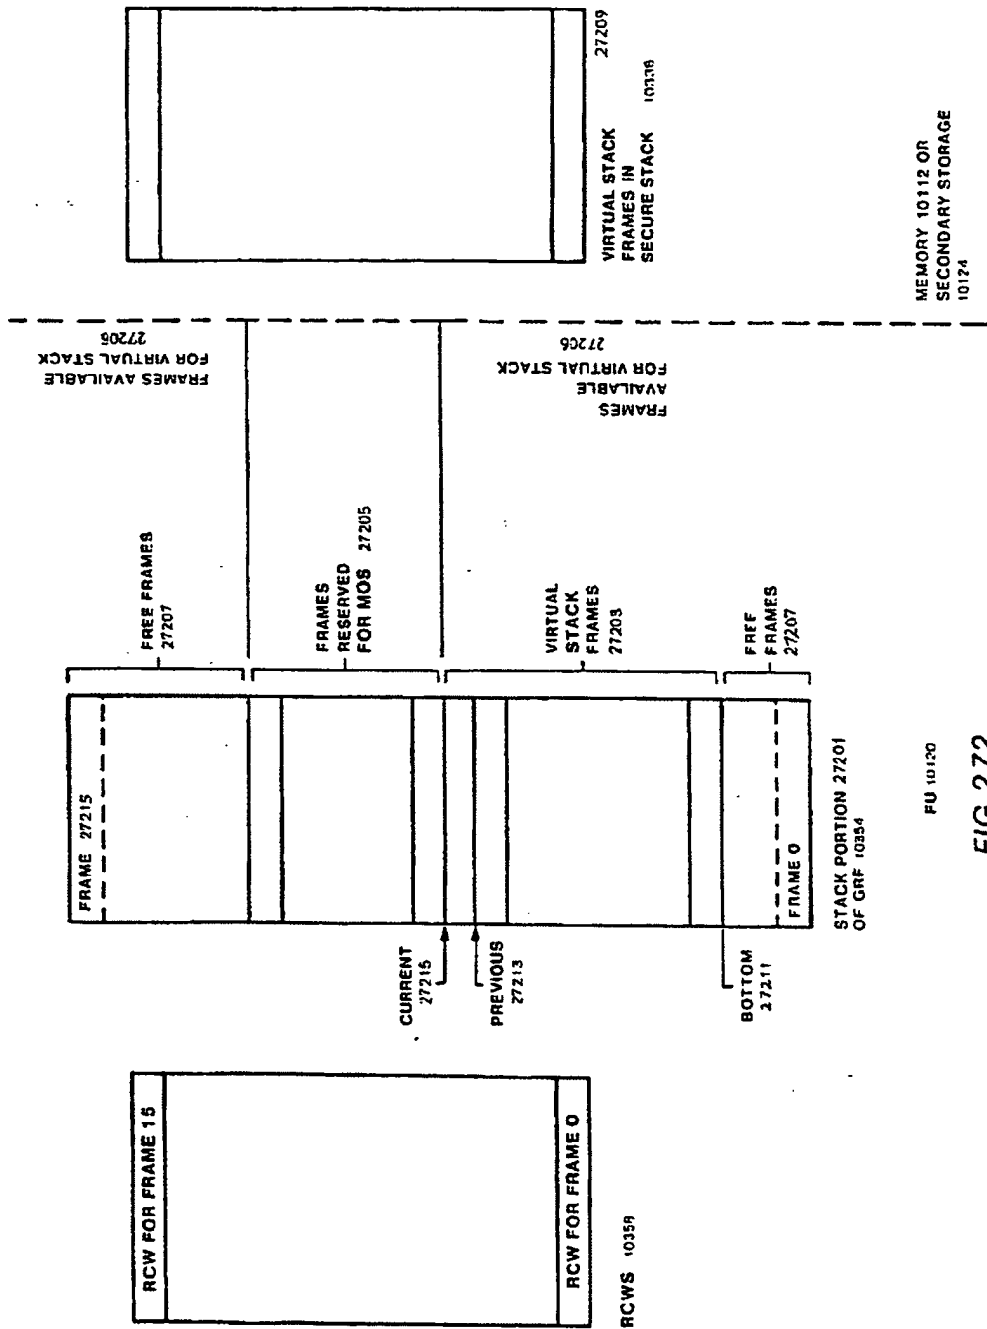 RCW FOR FRAME 15
RCW FOR FRAME 0
RCWS 10358
FRAME 27215
FRAME 0
CURRENT
27215
PREVIOUS
27213
BOTTOM
27211
STACK PORTION 27201
OF GRF 10354
FREE FRAMES
27207
FRAMES
RESERVED
FOR MOS 27205
VIRTUAL
STACK
FRAMES
27203
FREE
FRAMES
27207
FRAMES AVAILABLE
FOR VIRTUAL STACK
27206
FRAMES
AVAILABLE
FOR VIRTUAL STACK
27206
VIRTUAL STACK
FRAMES IN
SECURE STACK 10336
27209
MEMORY 10112 OR
SECONDARY STORAGE
10124
FU 10120
FIG 272